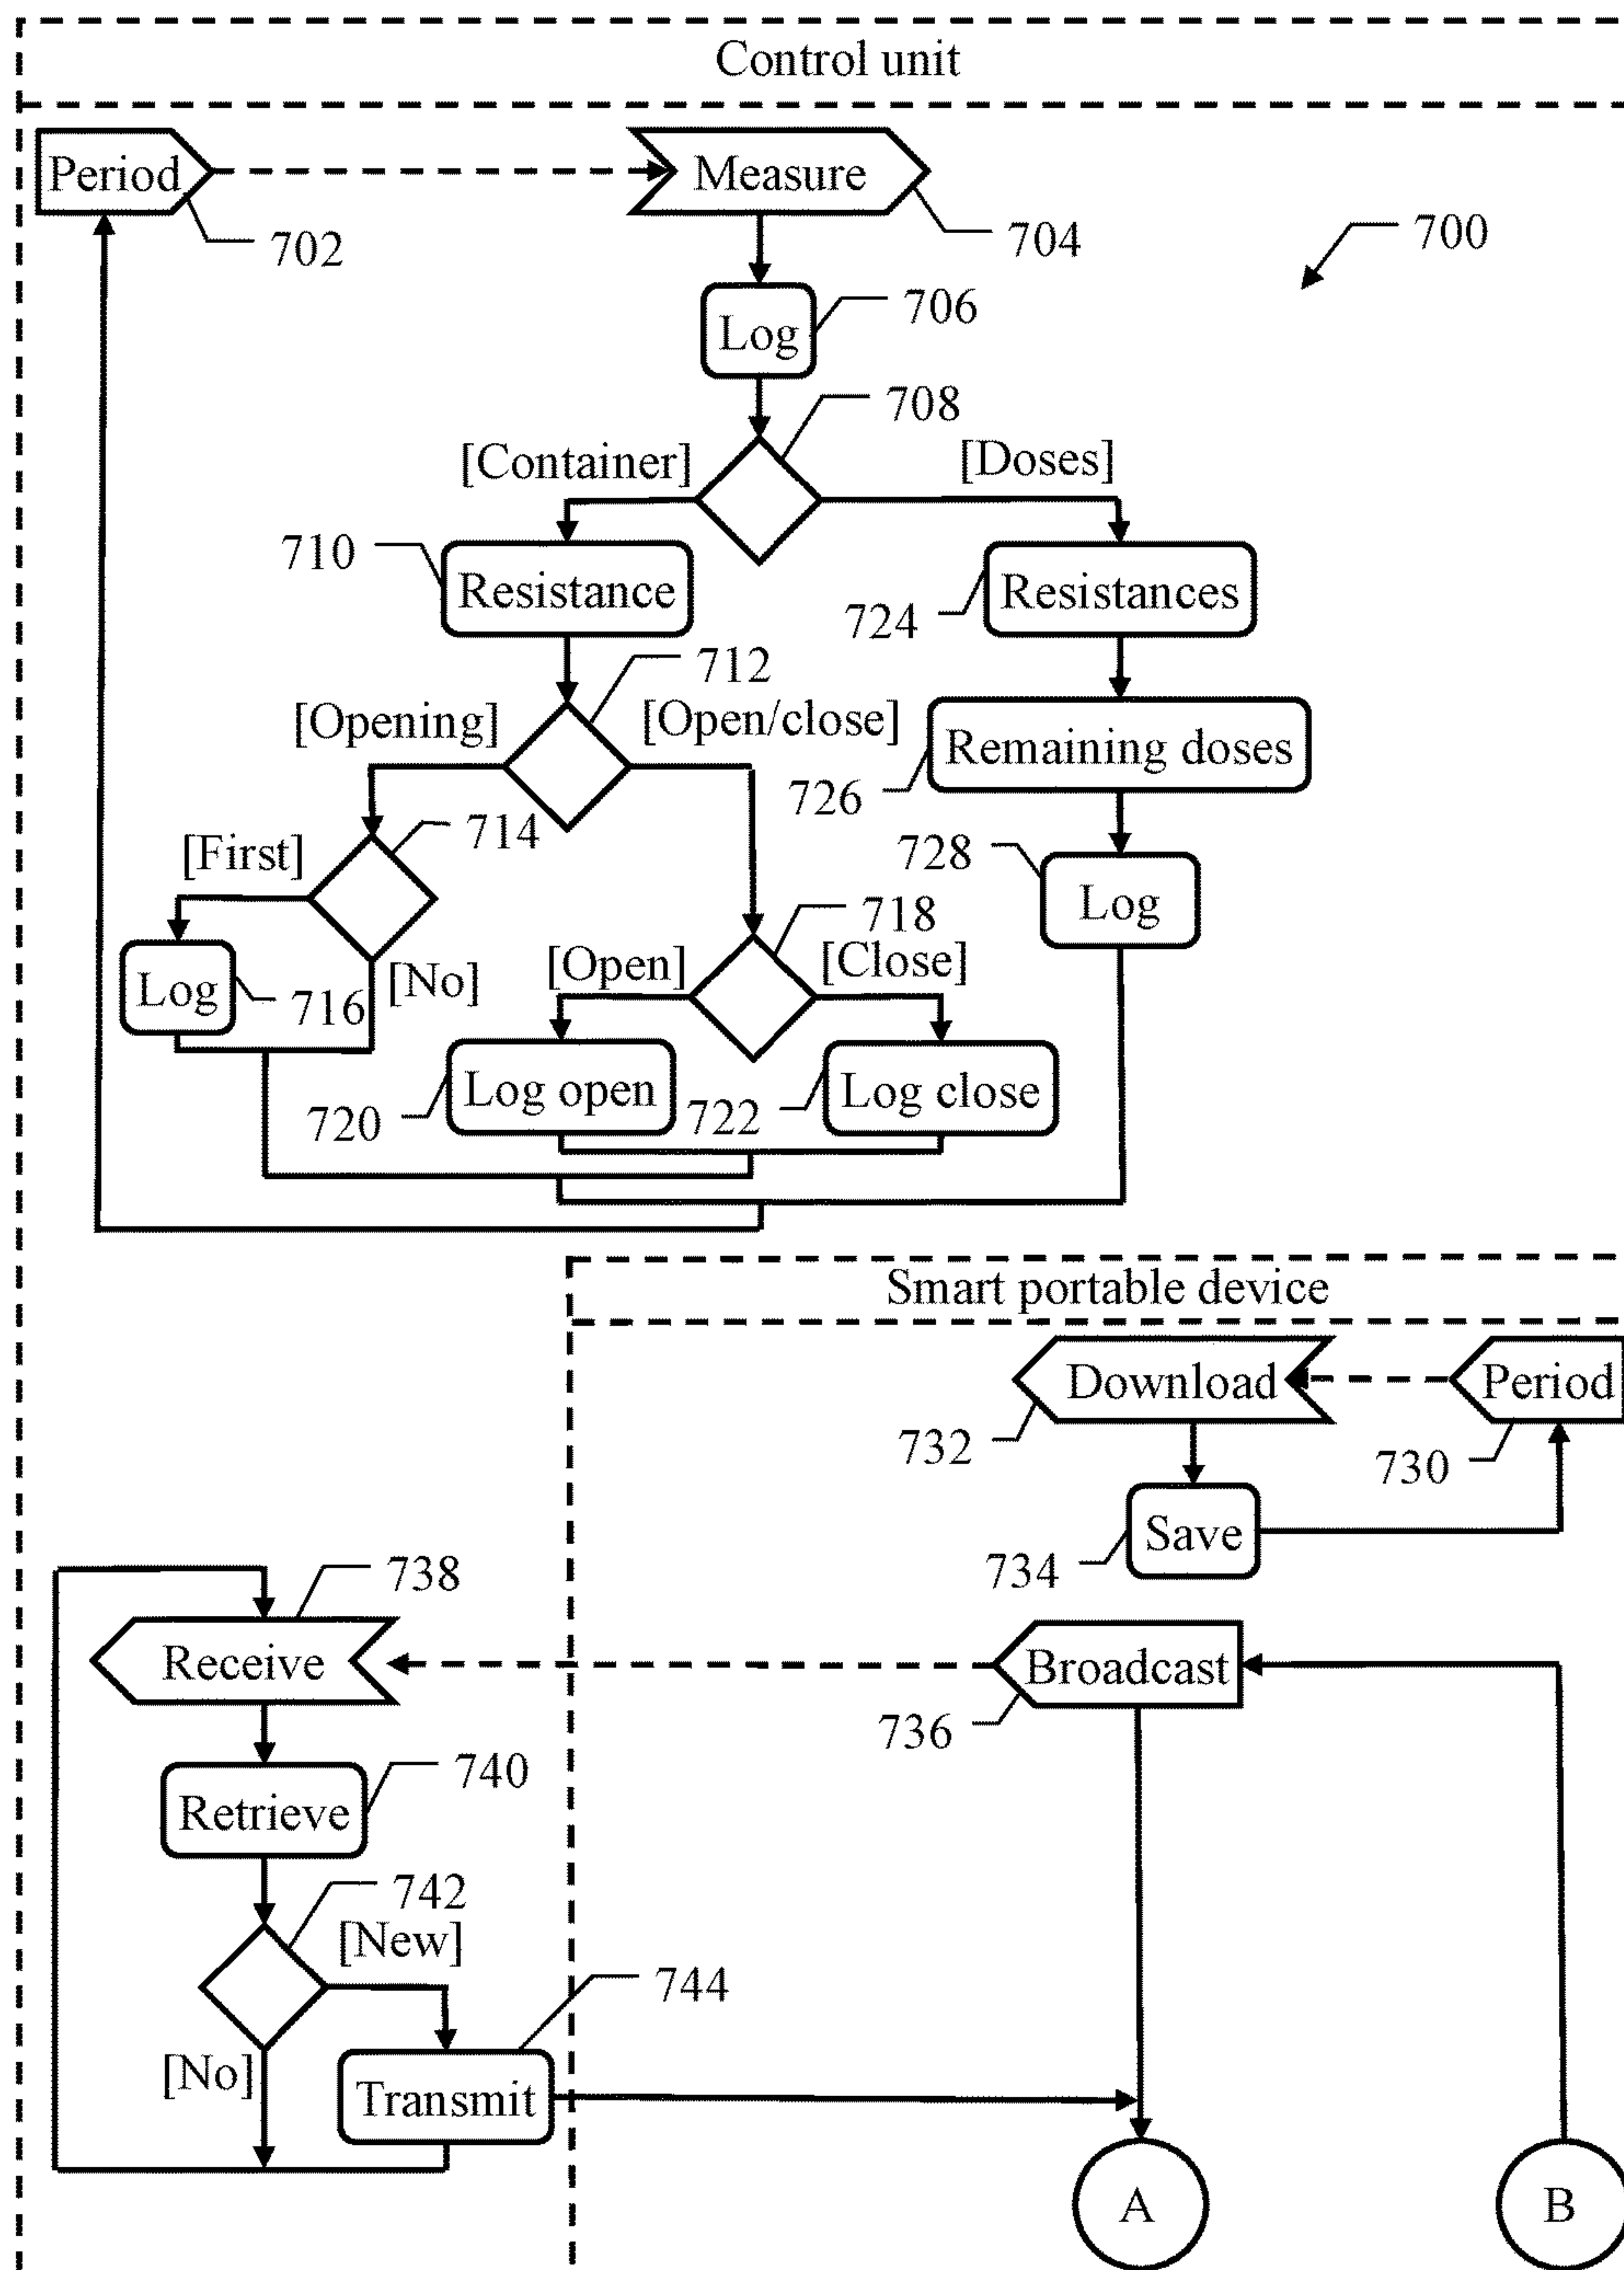 Control unit
Period
Measure
702
704
700
Log
706
708
[Container]
[Doses]
710
Resistance
Resistances
724
712
[Opening]
[Open/close]
Remaining doses
726
714
[First]
728
Log
718
[Open]
[Close]
Log
716
[No]
Log open
Log close
720
722
Smart portable device
Download
Period
732
730
Save
734
738
Receive
Broadcast
736
740
Retrieve
742
[New]
744
[No]
Transmit
A
B